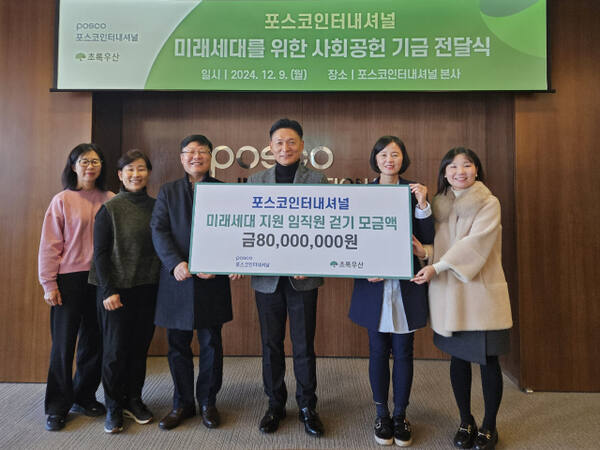 posco
포스코인터내셔널
초록우산
포스코인터내셔널
미래세대를 위한 사회공헌 기금 전달식
일시 | 2024. 12. 9. (월) 장소 | 포스코인터내셔널 본사
posco
포스코인터내셔널
미래세대 지원 임직원 걷기 모금액
금80,000,000원
posco
포스코인터내셔널
초록우산